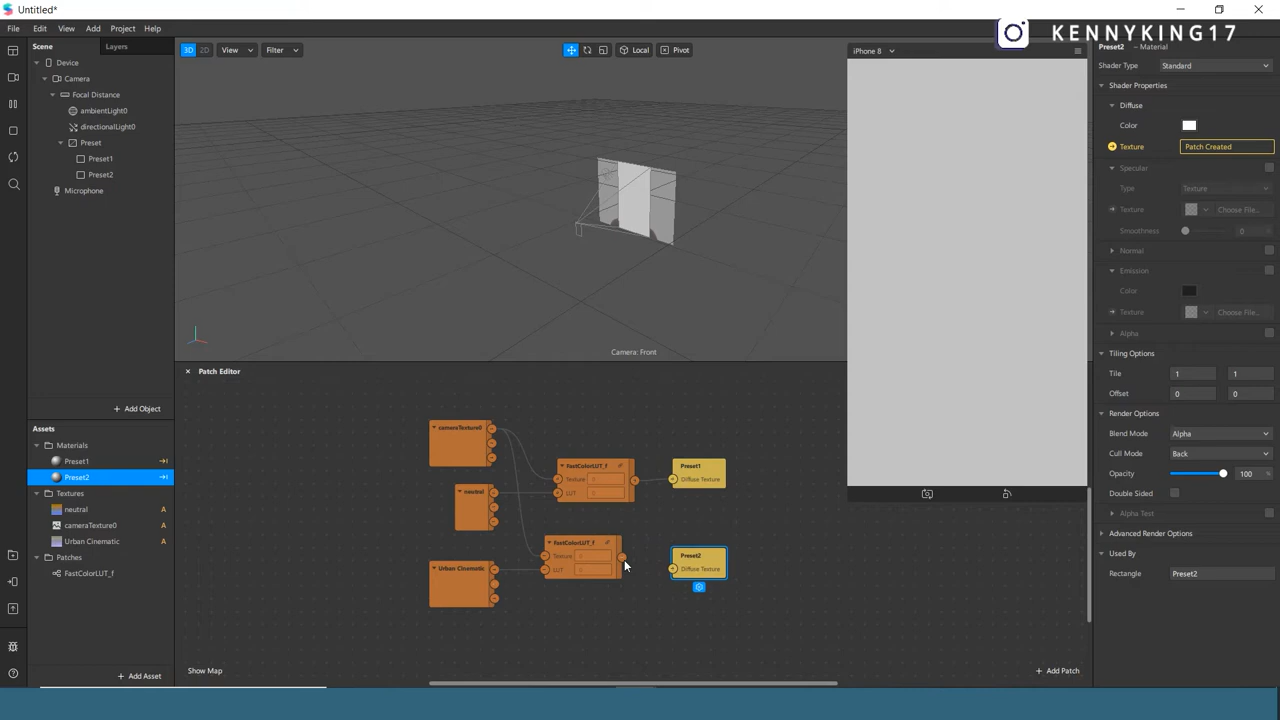 Untitled*
KENNYKING17
File Edit View Add Project Help
Scene Layers
3D 2D View Filter Local Pivot
iPhone 8
Preset2 – Material
Shader Type Standard
Device
Camera
Focal Distance
ambientLight0
directionalLight0
Preset
Preset1
Preset2
Microphone
Shader Properties
Diffuse
Color
Texture Patch Created
Specular
Type Texture
Texture Choose File...
Smoothness 0
Normal
Emission
Color
Texture Choose File...
Alpha
Tiling Options
Tile 1 1
Offset 0 0
Render Options
Blend Mode Alpha
Cull Mode Back
Opacity 100
Double Sided
Alpha Test
Advanced Render Options
Used By
Rectangle Preset2
Camera: Front
+ Add Object
Assets
Materials
Preset1
Preset2
Textures
neutral A
cameraTexture0 A
Urban Cinematic A
Patches
FastColorLUT_f
+ Add Asset
Patch Editor
cameraTexture0
neutral
Urban Cinematic
FastColorLUT_f
Texture
LUT
FastColorLUT_f
Texture
LUT
Preset1
Diffuse Texture
Preset2
Diffuse Texture
Show Map
+ Add Patch